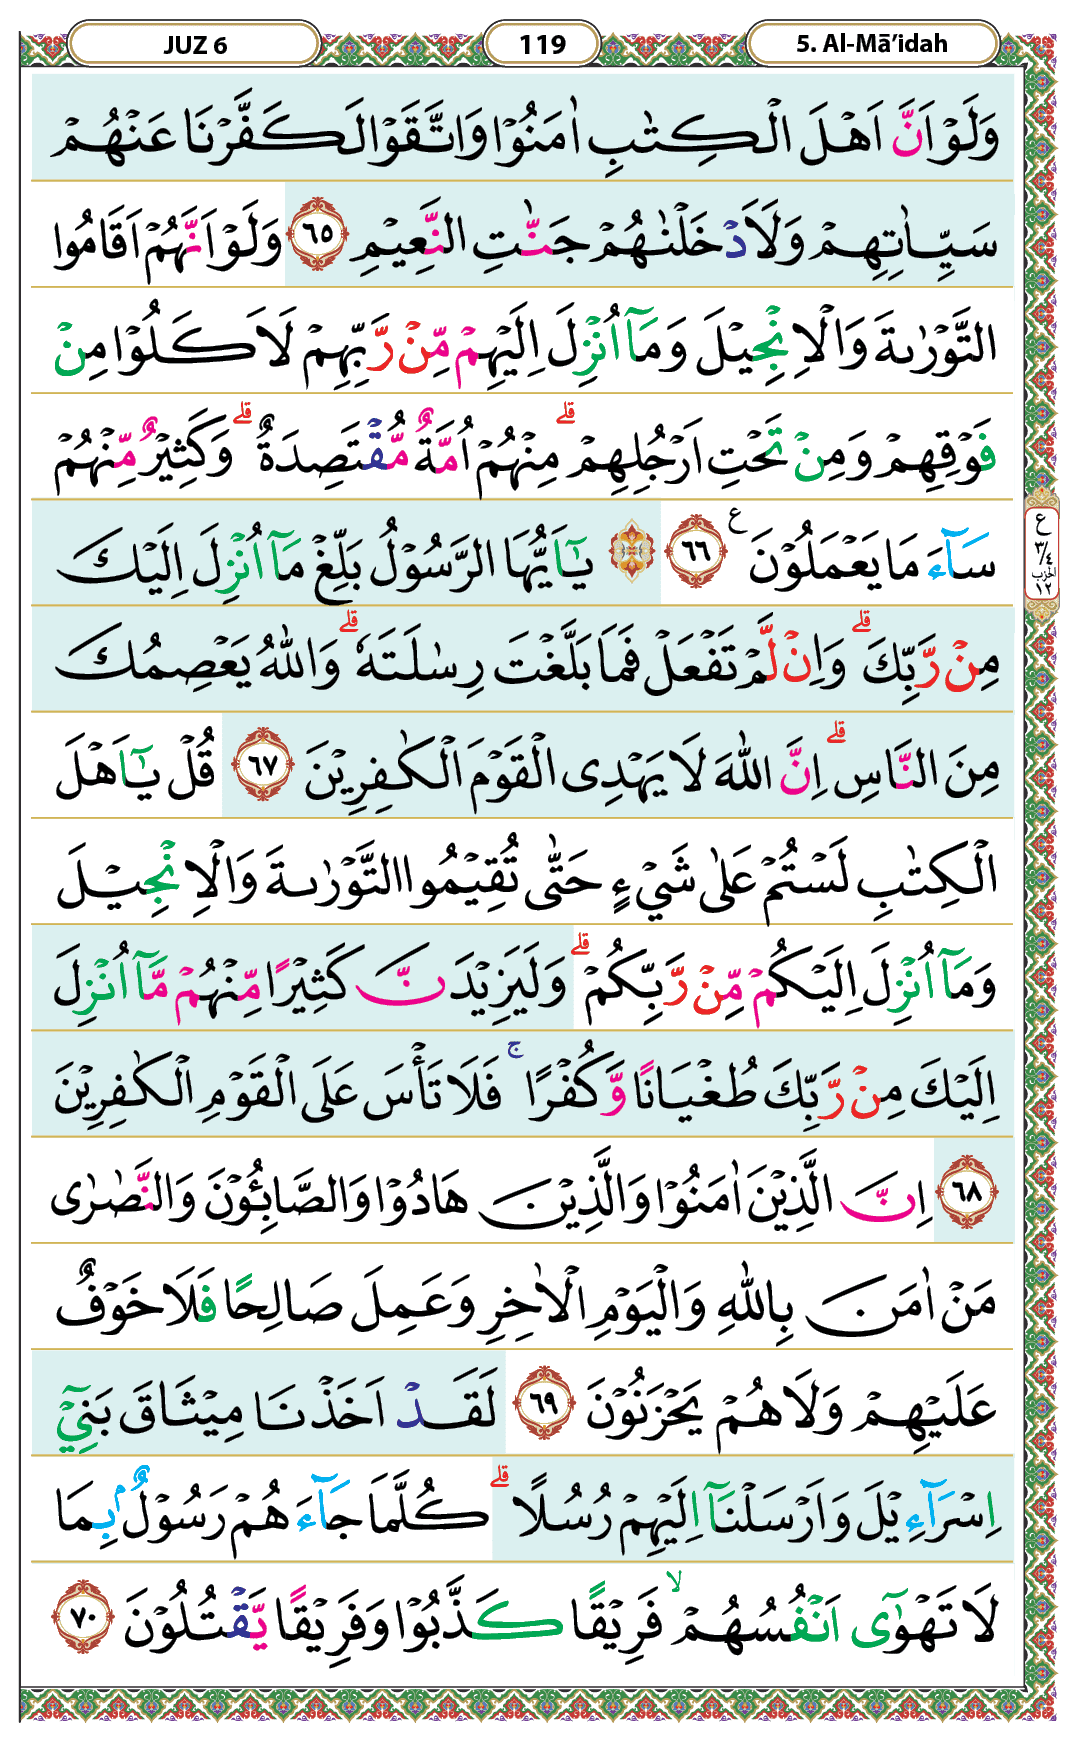 JUZ 6 119 5. Al-Mā’idah
وَلَوْ اَنَّ اَهْلَ الْكِتٰبِ اٰمَنُوْا وَاتَّقَوْا لَكَفَّرْنَا عَنْهُمْ
سَيِّاٰتِهِمْ وَلَاَدْخَلْنٰهُمْ جَنّٰتِ النَّعِيْمِ ٦٥ وَلَوْ اَنَّهُمْ اَقَامُوا
التَّوْرٰىةَ وَالْاِنْجِيْلَ وَمَآ اُنْزِلَ اِلَيْهِمْ مِّنْ رَّبِّهِمْ لَاَكَلُوْا مِنْ
فَوْقِهِمْ وَمِنْ تَحْتِ اَرْجُلِهِمْ ۗ مِنْهُمْ اُمَّةٌ مُّقْتَصِدَةٌ ۗ وَكَثِيْرٌ مِّنْهُمْ
سَآءَ مَا يَعْمَلُوْنَ ࣖ ٦٦ ۞ يٰٓاَيُّهَا الرَّسُوْلُ بَلِّغْ مَآ اُنْزِلَ اِلَيْكَ
ع
٣/٤
الحزب
١٢
مِنْ رَّبِّكَ ۗ وَاِنْ لَّمْ تَفْعَلْ فَمَا بَلَّغْتَ رِسٰلَتَهٗ ۗ وَاللّٰهُ يَعْصِمُكَ
مِنَ النَّاسِ ۗ اِنَّ اللّٰهَ لَا يَهْدِى الْقَوْمَ الْكٰفِرِيْنَ ٦٧ قُلْ يٰٓاَهْلَ
الْكِتٰبِ لَسْتُمْ عَلٰى شَيْءٍ حَتّٰى تُقِيْمُوا التَّوْرٰىةَ وَالْاِنْجِيْلَ
وَمَآ اُنْزِلَ اِلَيْكُمْ مِّنْ رَّبِّكُمْ ۗ وَلَيَزِيْدَنَّ كَثِيْرًا مِّنْهُمْ مَّآ اُنْزِلَ
اِلَيْكَ مِنْ رَّبِّكَ طُغْيَانًا وَّكُفْرًا ۚ فَلَا تَأْسَ عَلَى الْقَوْمِ الْكٰفِرِيْنَ
٦٨ اِنَّ الَّذِيْنَ اٰمَنُوْا وَالَّذِيْنَ هَادُوْا وَالصَّابِـُٔوْنَ وَالنَّصٰرٰى
مَنْ اٰمَنَ بِاللّٰهِ وَالْيَوْمِ الْاٰخِرِ وَعَمِلَ صَالِحًا فَلَا خَوْفٌ
عَلَيْهِمْ وَلَا هُمْ يَحْزَنُوْنَ ٦٩ لَقَدْ اَخَذْنَا مِيْثَاقَ بَنِيْٓ
اِسْرَآءِيْلَ وَاَرْسَلْنَآ اِلَيْهِمْ رُسُلًا ۗ كُلَّمَا جَآءَهُمْ رَسُوْلٌۢ بِمَا
لَا تَهْوٰٓى اَنْفُسُهُمْ ۙ فَرِيْقًا كَذَّبُوْا وَفَرِيْقًا يَّقْتُلُوْنَ ٧٠